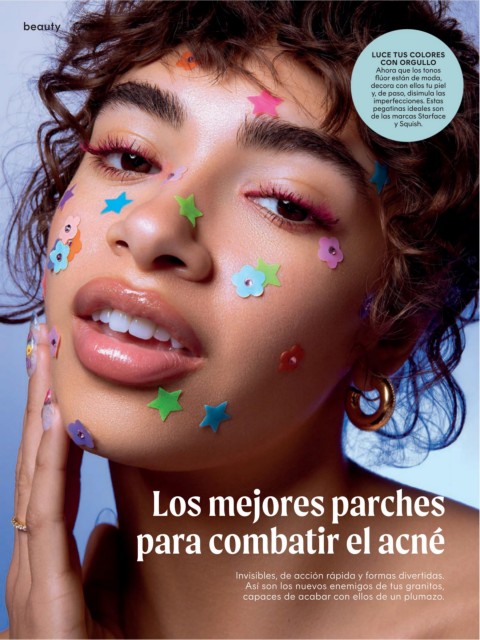 beauty
LUCE TUS COLORES
CON ORGULLO
Ahora que los tonos
flúor están de moda,
decora con ellos tu piel
y, de paso, disimula las
imperfecciones. Estas
pegatinas ideales son
de las marcas Starface
y Squish.
Los mejores parches
para combatir el acné
Invisibles, de acción rápida y formas divertidas.
Así son los nuevos enemigos de tus granitos,
capaces de acabar con ellos de un plumazo.